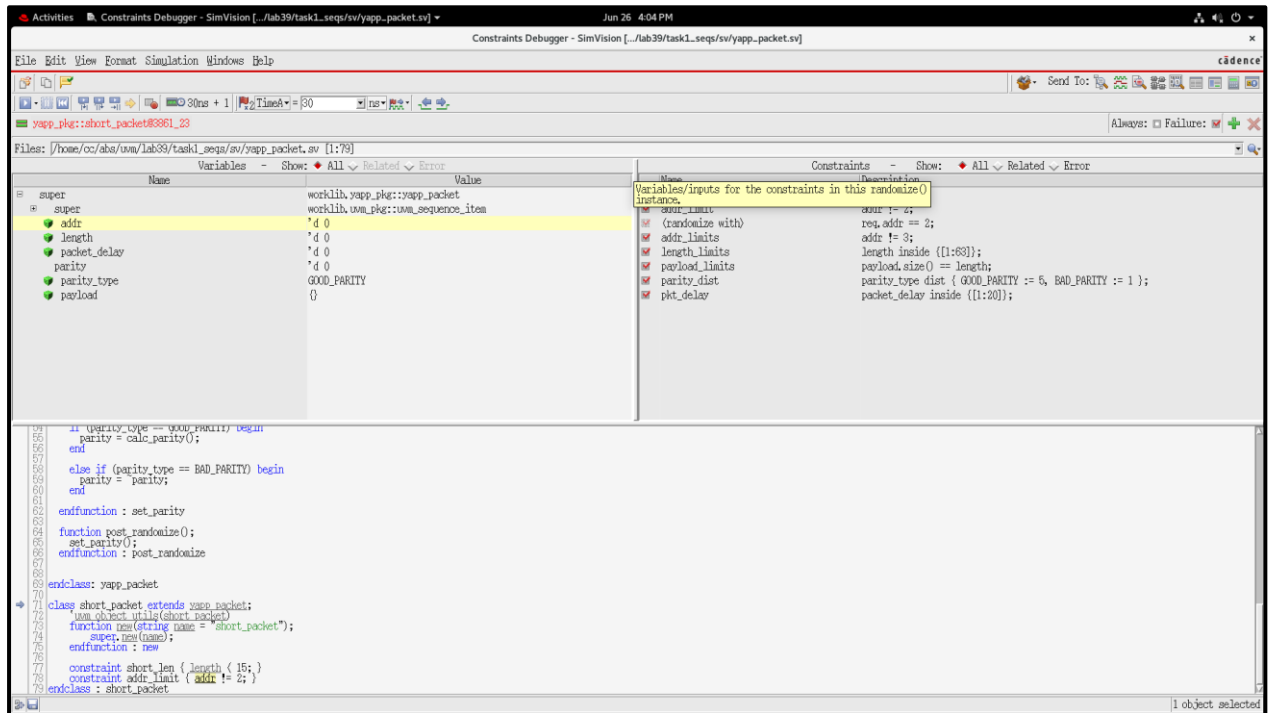 Activities Constraints Debugger - SimVision [.../lab39/task1_seqs/sv/yapp_packet.sv] Jun 26 4:04 PM
Constraints Debugger - SimVision [.../lab39/task1_seqs/sv/yapp_packet.sv] ×
File Edit View Format Simulation Windows Help cādence
Send To:
30ns + 1 TimeA = 30 ns
yapp_pkg::short_packet@3861_23 Always: Failure:
Files: /home/cc/abs/uvm/lab39/task1_seqs/sv/yapp_packet.sv [1:79]
Variables - Show: All Related Error Constraints - Show: All Related Error
Name Value Name Description
Variables/inputs for the constraints in this randomize()
instance.
super worklib.yapp_pkg::yapp_packet
super worklib.uvm_pkg::uvm_sequence_item addr_limit addr != 2;
addr 'd 0 (randomize with) req.addr == 2;
length 'd 0 addr_limits addr != 3;
packet_delay 'd 0 length_limits length inside {[1:63]};
parity 'd 0 payload_limits payload.size() == length;
parity_type GOOD_PARITY parity_dist parity_type dist { GOOD_PARITY := 5, BAD_PARITY := 1 };
payload {} pkt_delay packet_delay inside {[1:20]};
54 if (parity_type == GOOD_PARITY) begin
55 parity = calc_parity();
56 end
57
58 else if (parity_type == BAD_PARITY) begin
59 parity = ~parity;
60 end
61
62 endfunction : set_parity
63
64 function post_randomize();
65 set_parity();
66 endfunction : post_randomize
67
68
69 endclass: yapp_packet
70
71 class short_packet extends yapp_packet;
72 `uvm_object_utils(short_packet)
73 function new(string name = "short_packet");
74 super.new(name);
75 endfunction : new
76
77 constraint short_len { length < 15; }
78 constraint addr_limit { addr != 2; }
79 endclass : short_packet
1 object selected